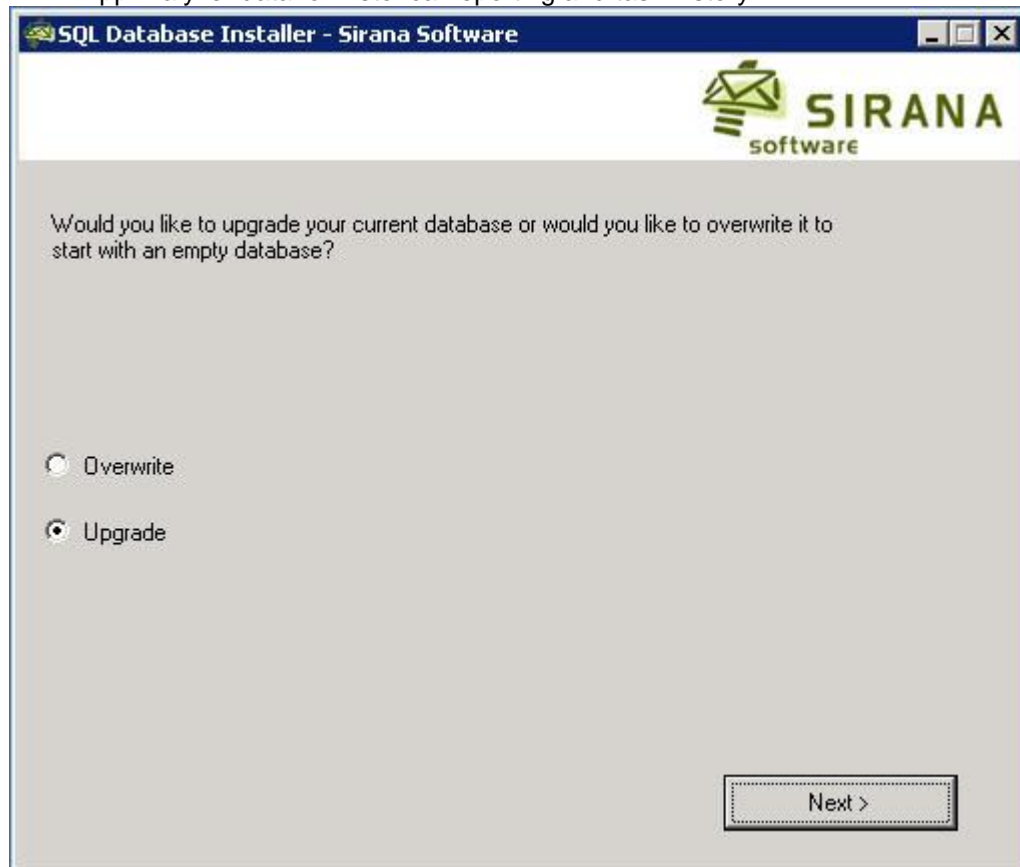 SQL Database Installer - Sirana Software
SIRANA
software
Would you like to upgrade your current database or would you like to overwrite it to
start with an empty database?
Overwrite
Upgrade
Next >